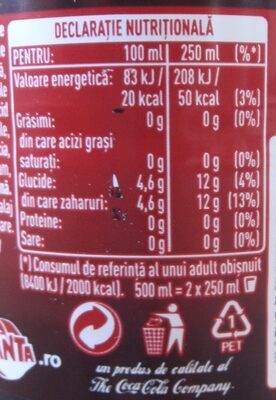 DECLARAȚIE NUTRIȚIONALĂ
PENTRU: 100 ml 250 ml (%*)
Valoare energetică: 83 kJ / 208 kJ /
20 kcal 50 kcal (3%)
Grăsimi: 0 g 0 g (0%)
din care acizi grași
saturați: 0 g 0 g (0%)
Glucide: 4,6 g 12 g (4%)
din care zaharuri: 4,6 g 12 g (13%)
Proteine: 0 g 0 g (0%)
Sare: 0 g 0 g (0%)
(*) Consumul de referință al unui adult obișnuit
(8400 kJ / 2000 kcal). 500 ml = 2 x 250 ml
1
PET
ANTA.ro
un produs de calitate al
The Coca-Cola Company.